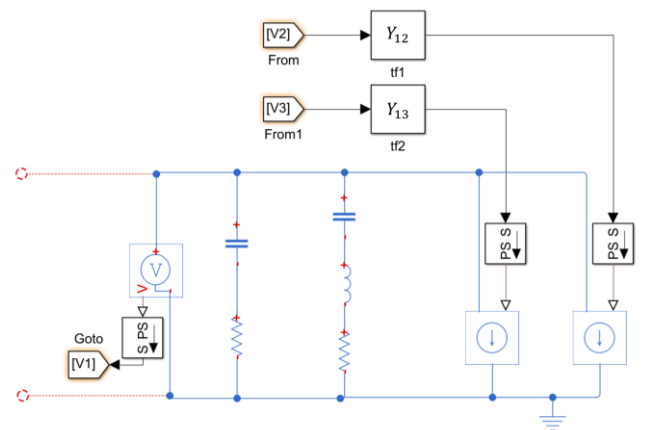 [V2]
From
Y12
tf1
[V3]
From1
Y13
tf2
+
V
V
+
+
+
+
+
PS S
PS S
S PS
Goto
[V1]